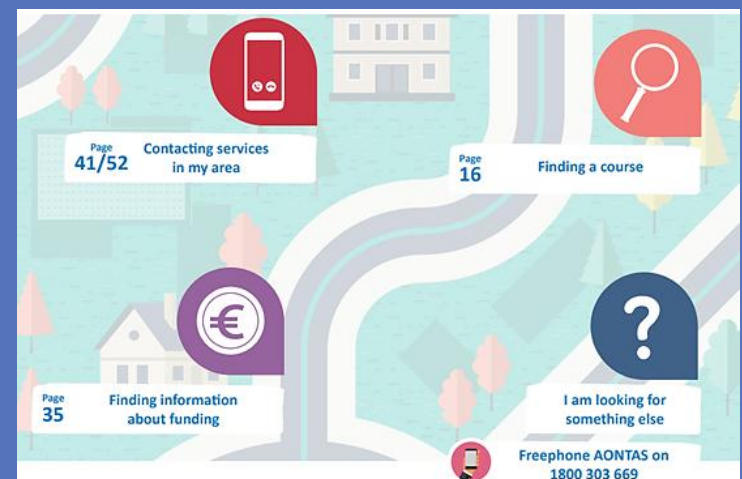 Page
41/52
Contacting services
in my area
Page
16
Finding a course
€
Page
35
Finding information
about funding
?
I am looking for
something else
Freephone AONTAS on
1800 303 669